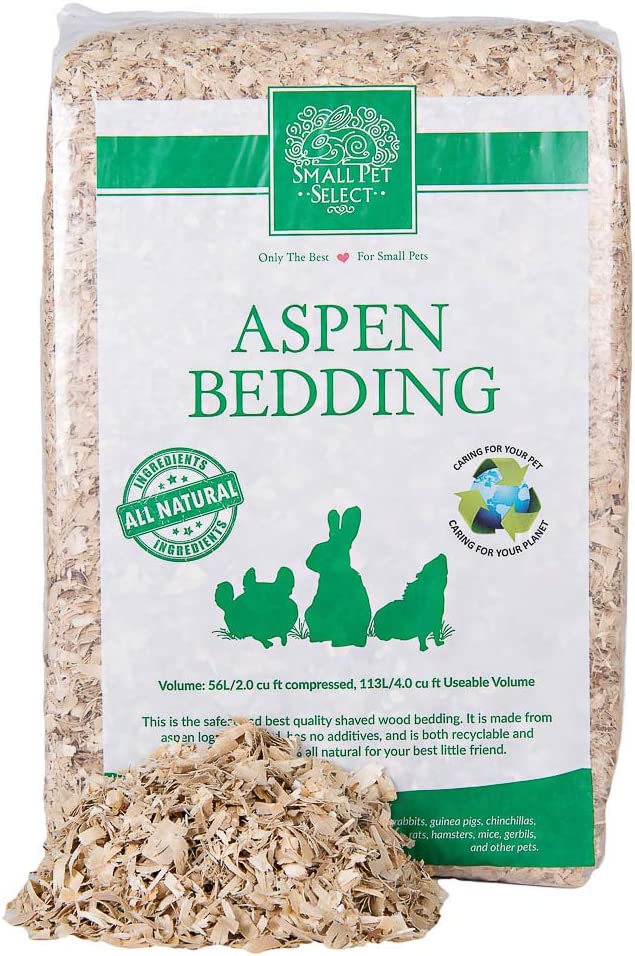 SMALL PET
SELECT
Only The Best For Small Pets
ASPEN
BEDDING
INGREDIENTS
ALL NATURAL
INGREDIENTS
CARING FOR YOUR PET
CARING FOR YOUR PLANET
Volume: 56L/2.0 cu ft compressed, 113L/4.0 cu ft Useable Volume
This is the best quality shaved wood bedding. It is made from
aspen has no additives, and is both recyclable and
all natural for your best little friend.
rabbits, guinea pigs, chinchillas,
rats, hamsters, mice, gerbils,
and other pets.